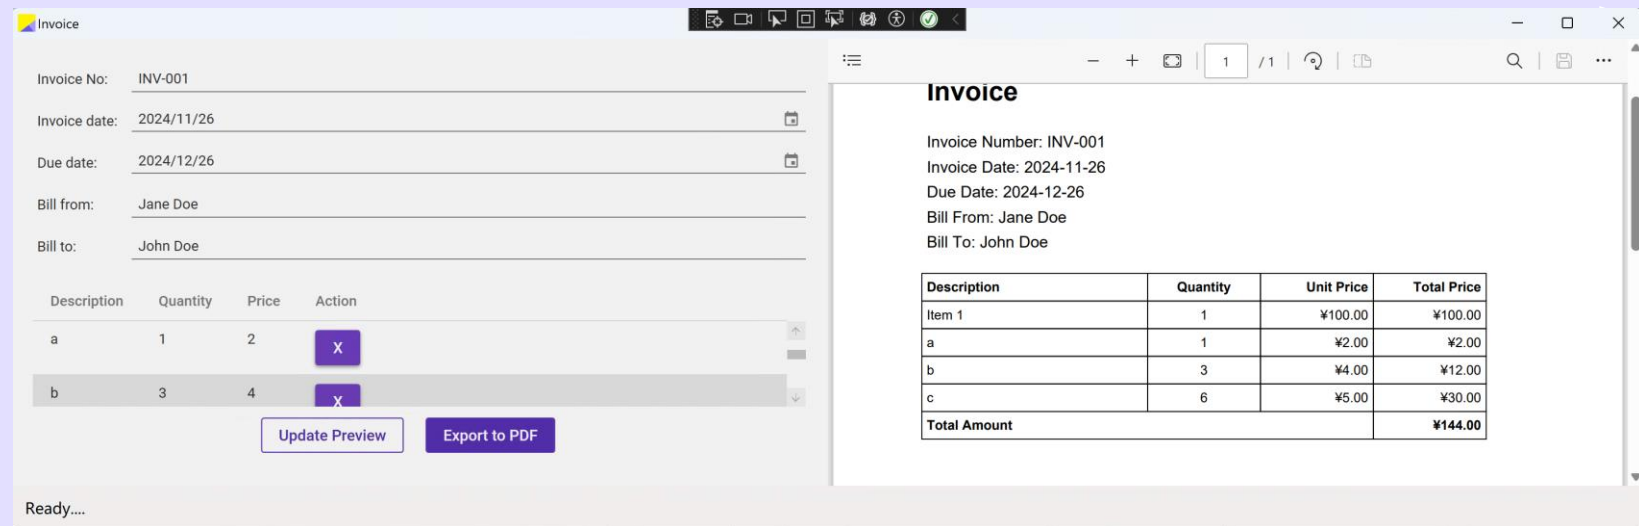 Invoice
Invoice No: INV-001
Invoice date: 2024/11/26
Due date: 2024/12/26
Bill from: Jane Doe
Bill to: John Doe
Description Quantity Price Action
a 1 2 X
b 3 4 X
Update Preview Export to PDF
Ready....
1 / 1
Invoice
Invoice Number: INV-001
Invoice Date: 2024-11-26
Due Date: 2024-12-26
Bill From: Jane Doe
Bill To: John Doe
Description Quantity Unit Price Total Price
Item 1 1 ¥100.00 ¥100.00
a 1 ¥2.00 ¥2.00
b 3 ¥4.00 ¥12.00
c 6 ¥5.00 ¥30.00
Total Amount ¥144.00